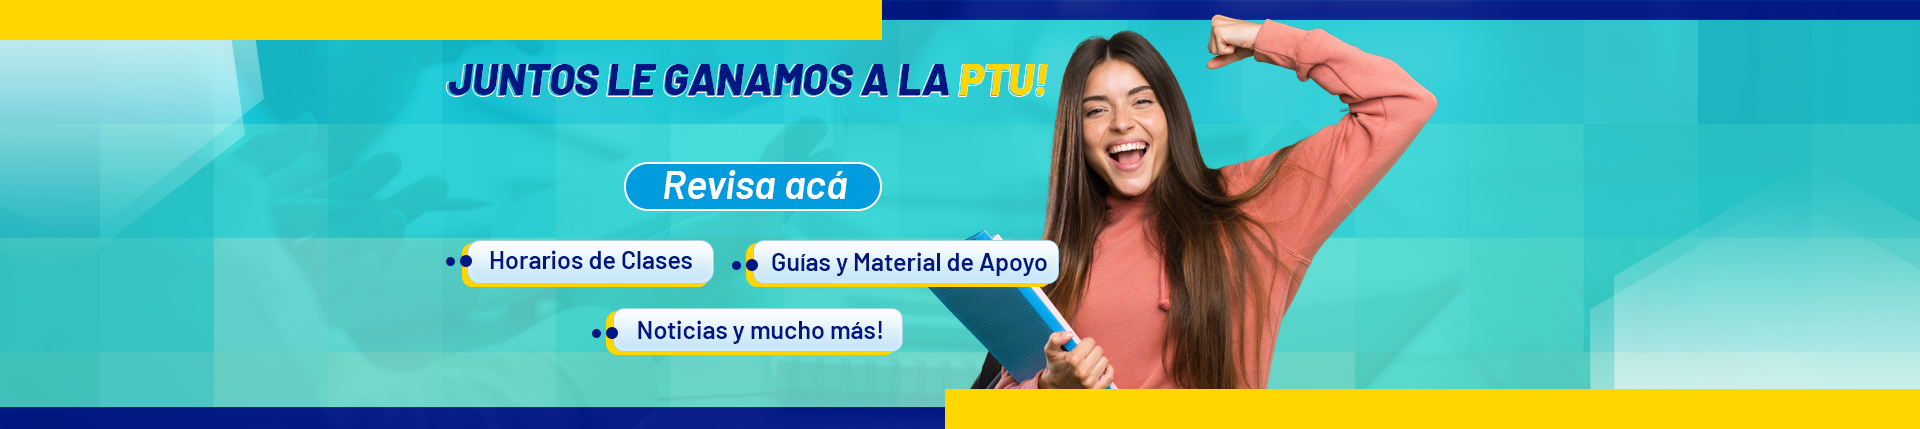 JUNTOS LE GANAMOS A LA PTU!
Revisa acá
Horarios de Clases
Guías y Material de Apoyo
Noticias y mucho más!